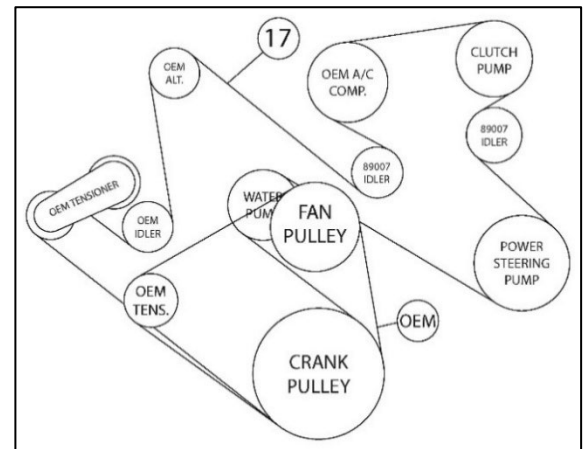 17
OEM
ALT.
OEM A/C
COMP.
CLUTCH
PUMP
89007
IDLER
89007
IDLER
OEM TENSIONER
OEM
IDLER
WATER
PUM
FAN
PULLEY
POWER
STEERING
PUMP
OEM
TENS.
OEM
CRANK
PULLEY